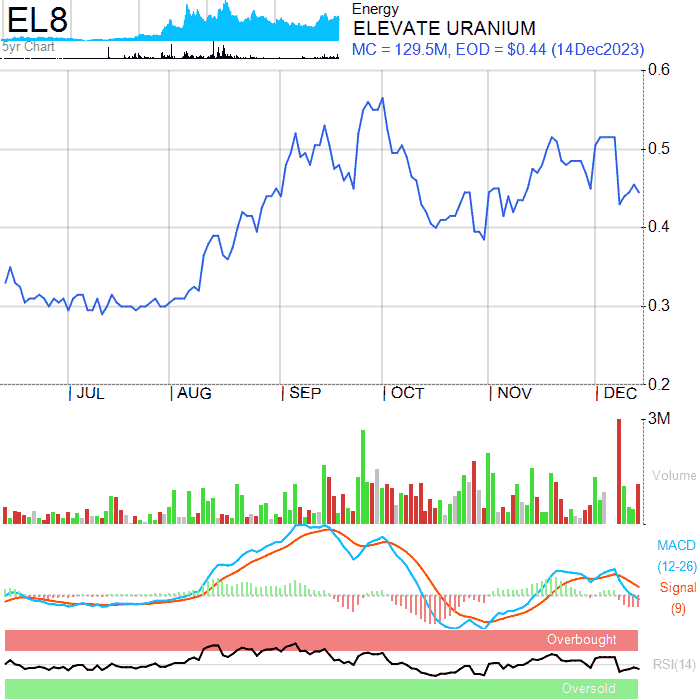 EL8
5yr Chart
Energy
ELEVATE URANIUM
MC = 129.5M, EOD = $0.44 (14Dec2023)
0.6
0.5
0.4
0.3
0.2
JUL AUG SEP OCT NOV DEC
3M
Volume
MACD
(12-26)
Signal
(9)
Overbought
RSI(14)
Oversold